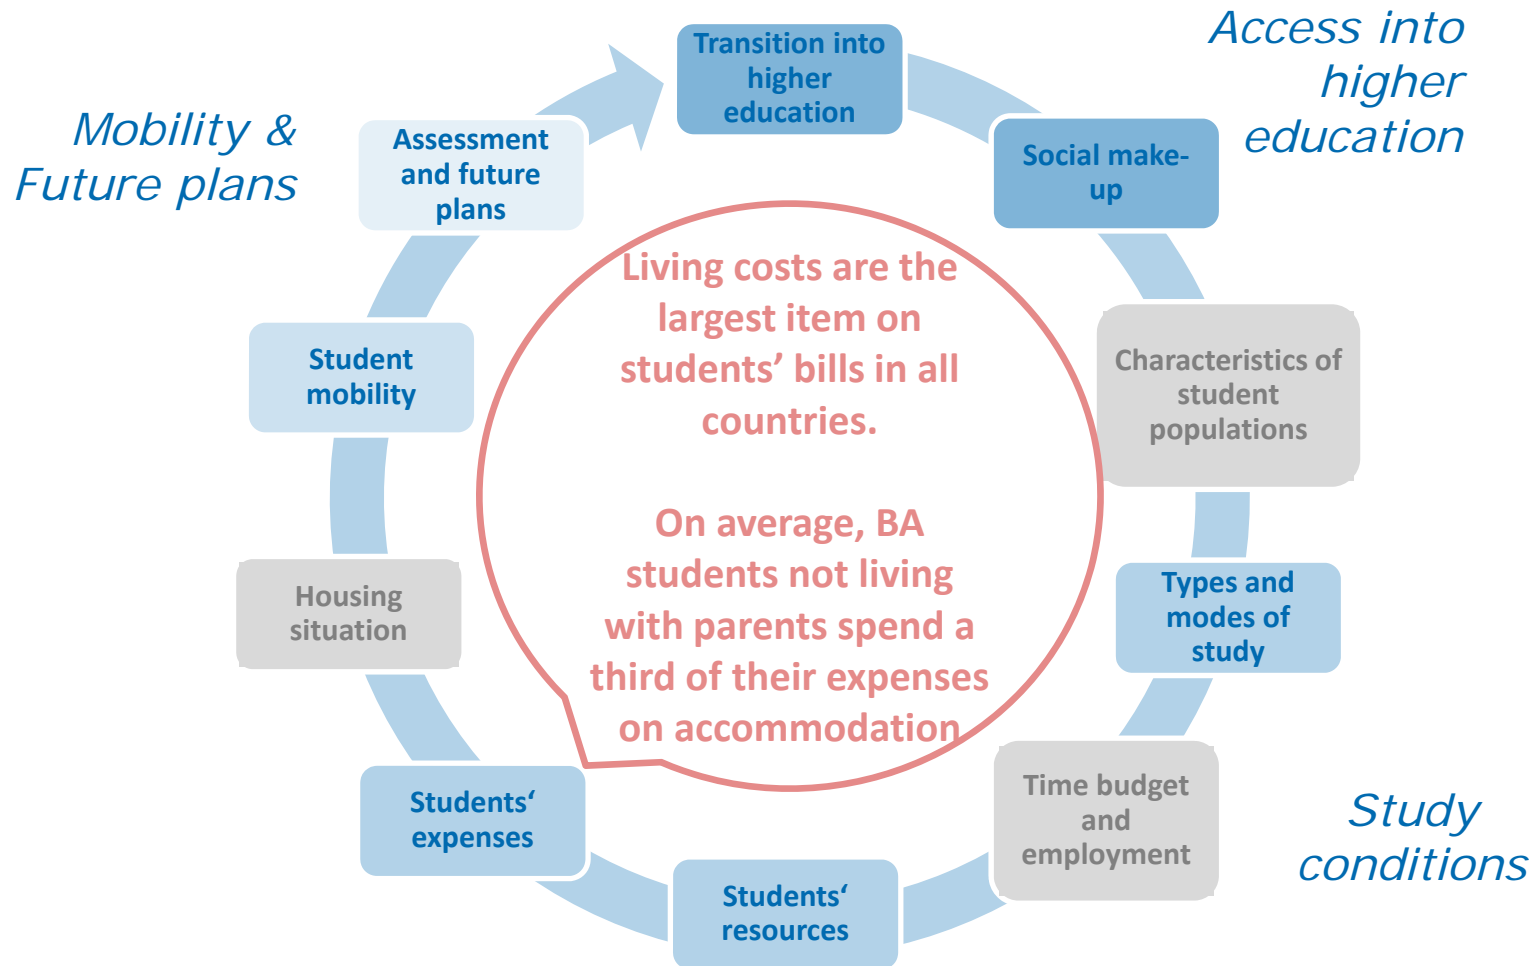 Access into
higher
education
Mobility &
Future plans
Transition into
higher
education
Social make-
up
Characteristics of
student
populations
Types and
modes of
study
Time budget
and
employment
Study
conditions
Students‘
resources
Students‘
expenses
Housing
situation
Student
mobility
Assessment
and future
plans
Living costs are the
largest item on
students’ bills in all
countries.
On average, BA
students not living
with parents spend a
third of their expenses
on accommodation